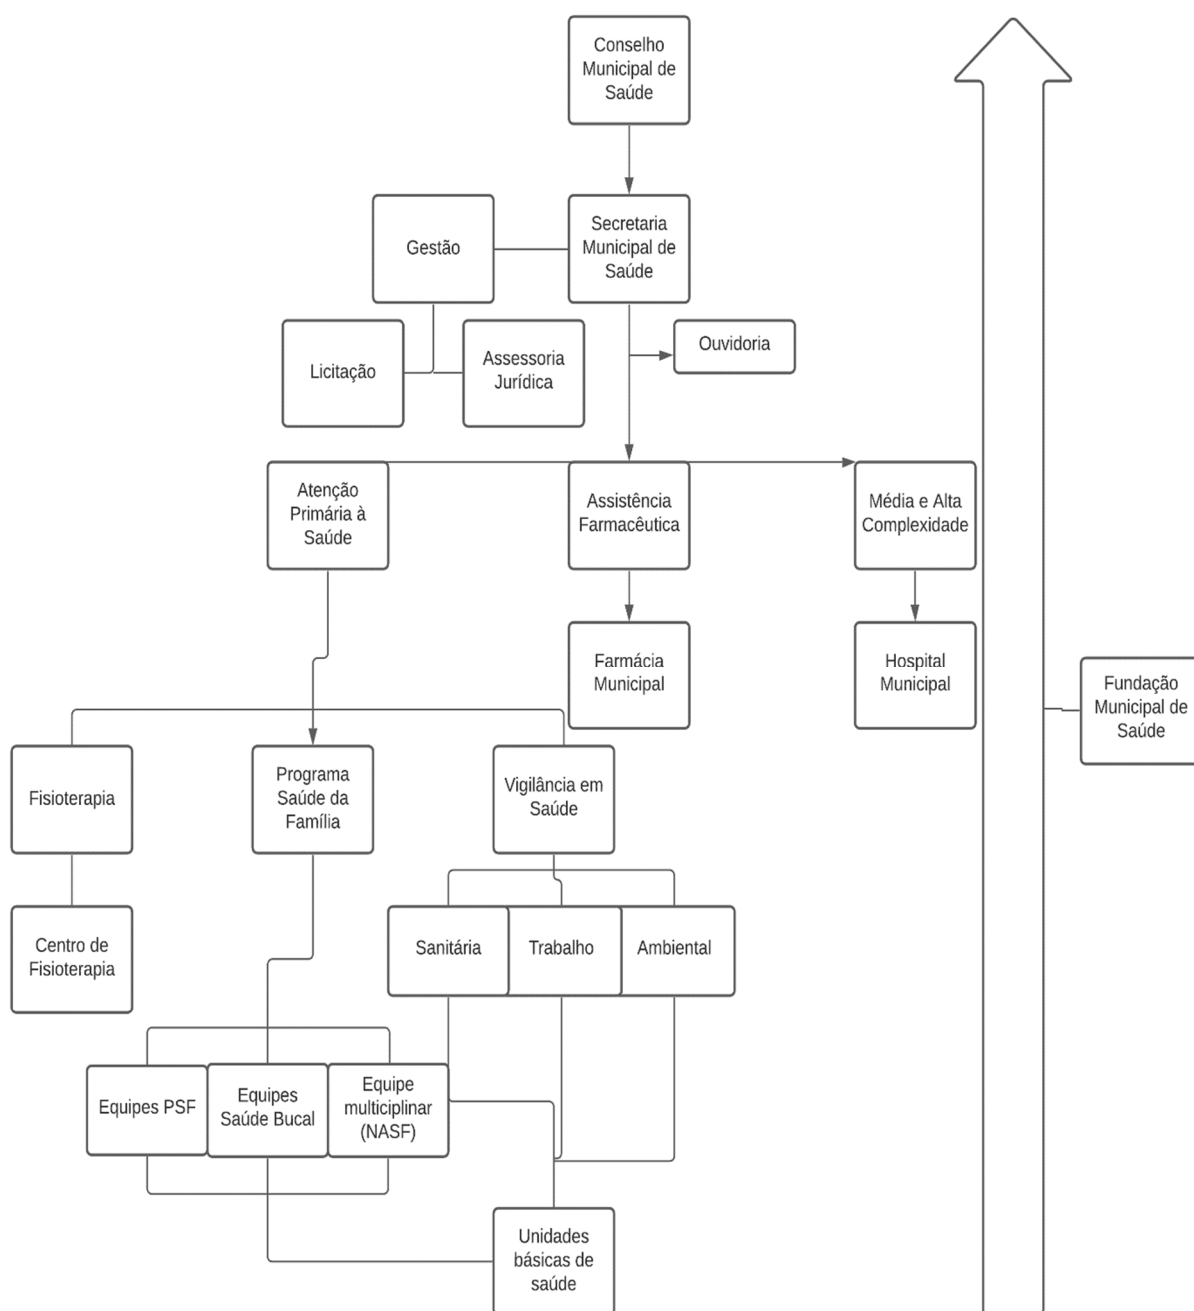 Conselho
Municipal de
Saúde
Gestão
Secretaria
Municipal de
Saúde
Licitação
Assessoria
Jurídica
Ouvidoria
Atenção
Primária à
Saúde
Assistência
Farmacêutica
Média e Alta
Complexidade
Farmácia
Municipal
Hospital
Municipal
Fundação
Municipal de
Saúde
Fisioterapia
Programa
Saúde da
Família
Vigilância em
Saúde
Centro de
Fisioterapia
Sanitária
Trabalho
Ambiental
Equipes PSF
Equipes
Saúde Bucal
Equipe
multiciplinar
(NASF)
Unidades
básicas de
saúde